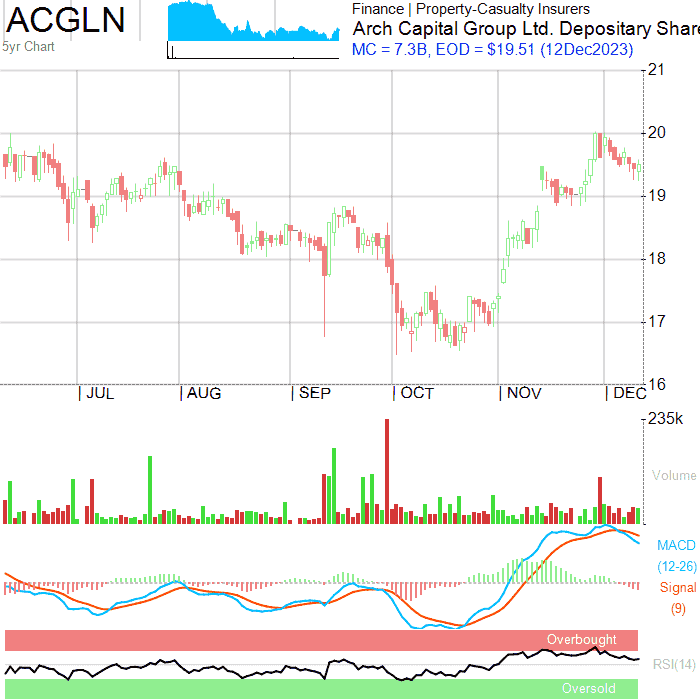 ACGLN
5yr Chart
Finance | Property-Casualty Insurers
Arch Capital Group Ltd. Depositary Share
MC = 7.3B, EOD = $19.51 (12Dec2023)
21
20
19
18
17
16
JUL AUG SEP OCT NOV DEC
235k
Volume
MACD
(12-26)
Signal
(9)
Overbought
RSI(14)
Oversold